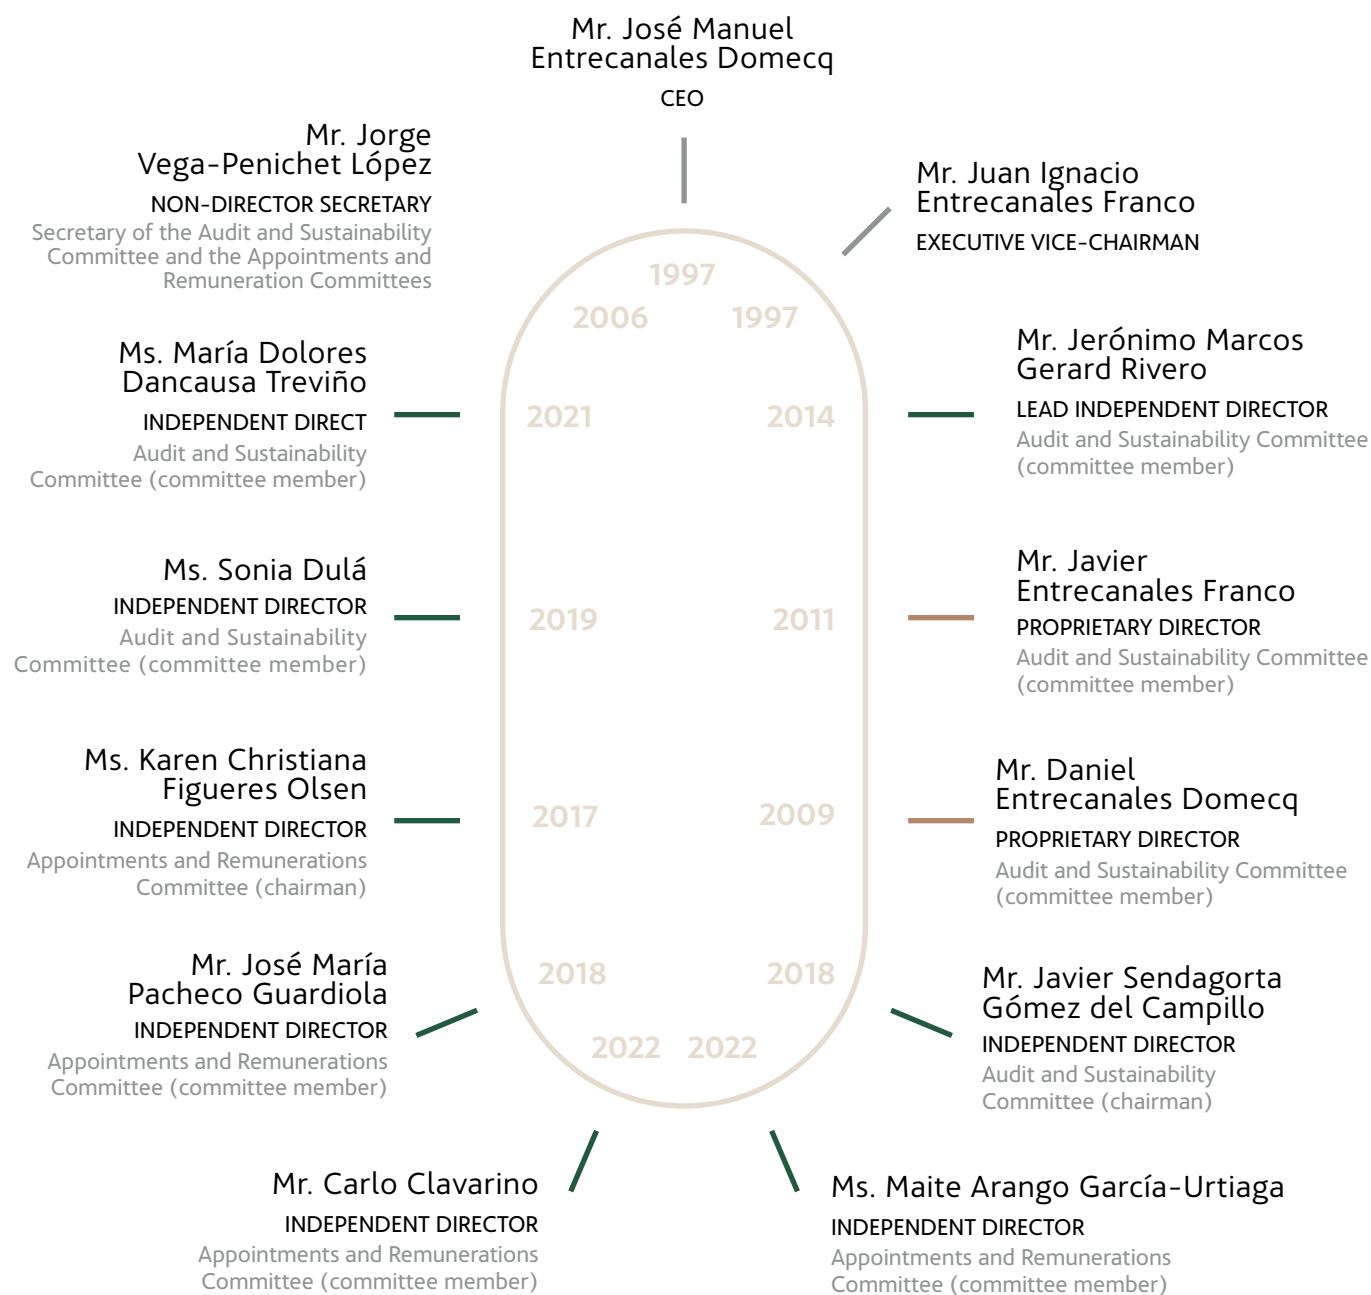 Mr. José Manuel
Entrecanales Domecq
CEO
Mr. Jorge
Vega-Penichet López
NON-DIRECTOR SECRETARY
Secretary of the Audit and Sustainability
Committee and the Appointments and
Remuneration Committees
Mr. Juan Ignacio
Entrecanales Franco
EXECUTIVE VICE-CHAIRMAN
1997
2006
1997
Ms. María Dolores
Dancausa Treviño
INDEPENDENT DIRECT
Audit and Sustainability
Committee (committee member)
2021
2014
Mr. Jerónimo Marcos
Gerard Rivero
LEAD INDEPENDENT DIRECTOR
Audit and Sustainability Committee
(committee member)
Ms. Sonia Dulá
INDEPENDENT DIRECTOR
Audit and Sustainability
Committee (committee member)
2019
2011
Mr. Javier
Entrecanales Franco
PROPRIETARY DIRECTOR
Audit and Sustainability Committee
(committee member)
Ms. Karen Christiana
Figueres Olsen
INDEPENDENT DIRECTOR
Appointments and Remunerations
Committee (chairman)
2017
2009
Mr. Daniel
Entrecanales Domecq
PROPRIETARY DIRECTOR
Audit and Sustainability Committee
(committee member)
Mr. José María
Pacheco Guardiola
INDEPENDENT DIRECTOR
Appointments and Remunerations
Committee (committee member)
2018
2018
Mr. Javier Sendagorta
Gómez del Campillo
INDEPENDENT DIRECTOR
Audit and Sustainability
Committee (chairman)
2022
2022
Mr. Carlo Clavarino
INDEPENDENT DIRECTOR
Appointments and Remunerations
Committee (committee member)
Ms. Maite Arango García-Urtiaga
INDEPENDENT DIRECTOR
Appointments and Remunerations
Committee (committee member)